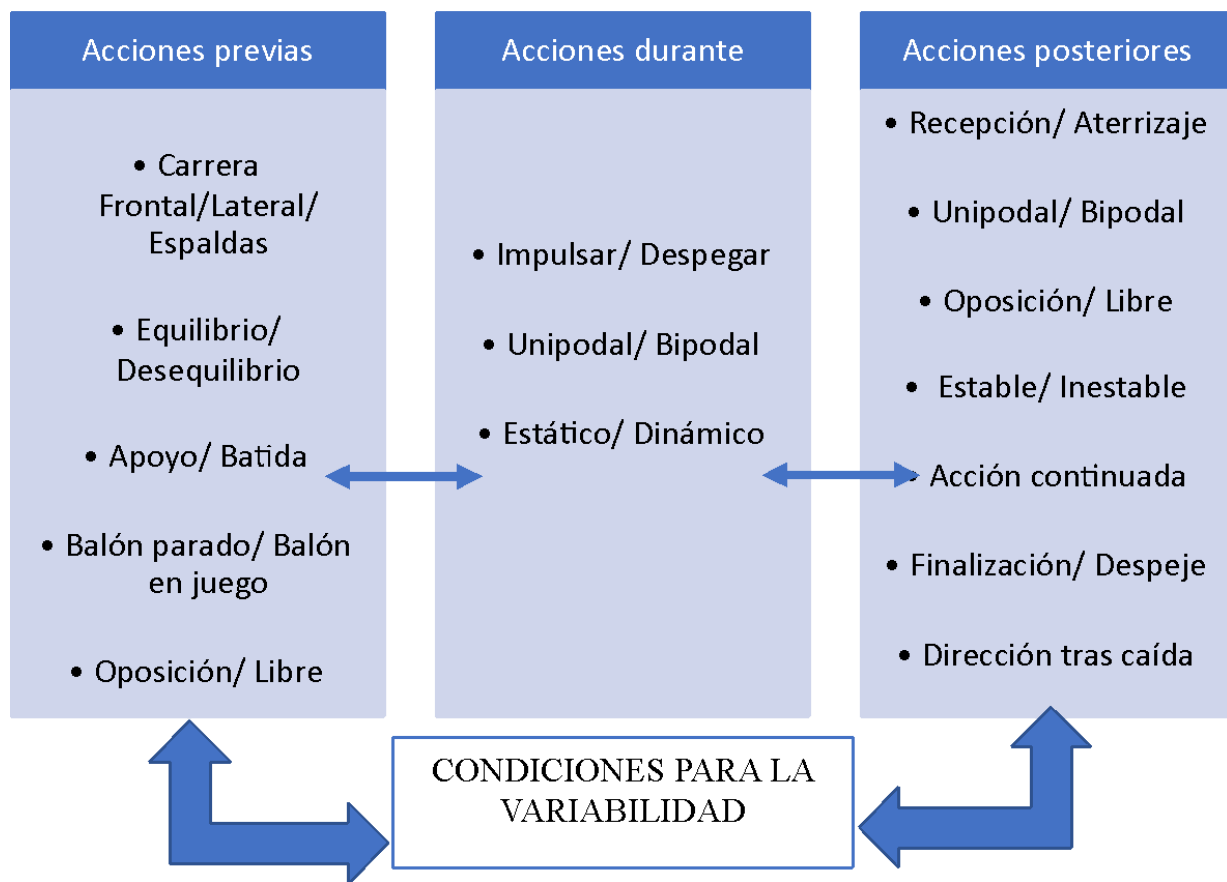 Acciones previas
• Carrera
Frontal/Lateral/
Espaldas
• Equilibrio/
Desequilibrio
• Apoyo/ Batida
• Balón parado/ Balón
en juego
• Oposición/ Libre
Acciones durante
• Impulsar/ Despegar
• Unipodal/ Bipodal
• Estático/ Dinámico
Acciones posteriores
• Recepción/ Aterrizaje
• Unipodal/ Bipodal
• Oposición/ Libre
• Estable/ Inestable
• Acción continuada
• Finalización/ Despeje
• Dirección tras caída
CONDICIONES PARA LA
VARIABILIDAD